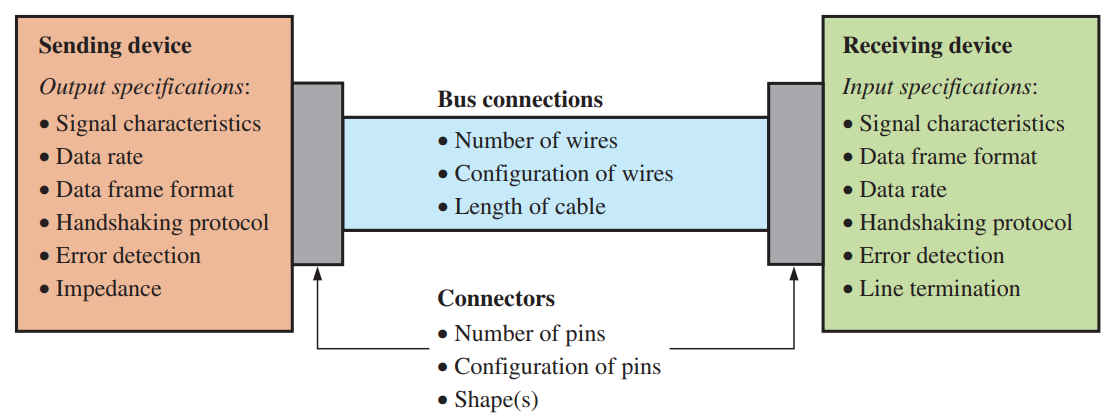 Sending device
Output specifications:
• Signal characteristics
• Data rate
• Data frame format
• Handshaking protocol
• Error detection
• Impedance
Bus connections
• Number of wires
• Configuration of wires
• Length of cable
Connectors
• Number of pins
• Configuration of pins
• Shape(s)
Receiving device
Input specifications:
• Signal characteristics
• Data frame format
• Data rate
• Handshaking protocol
• Error detection
• Line termination